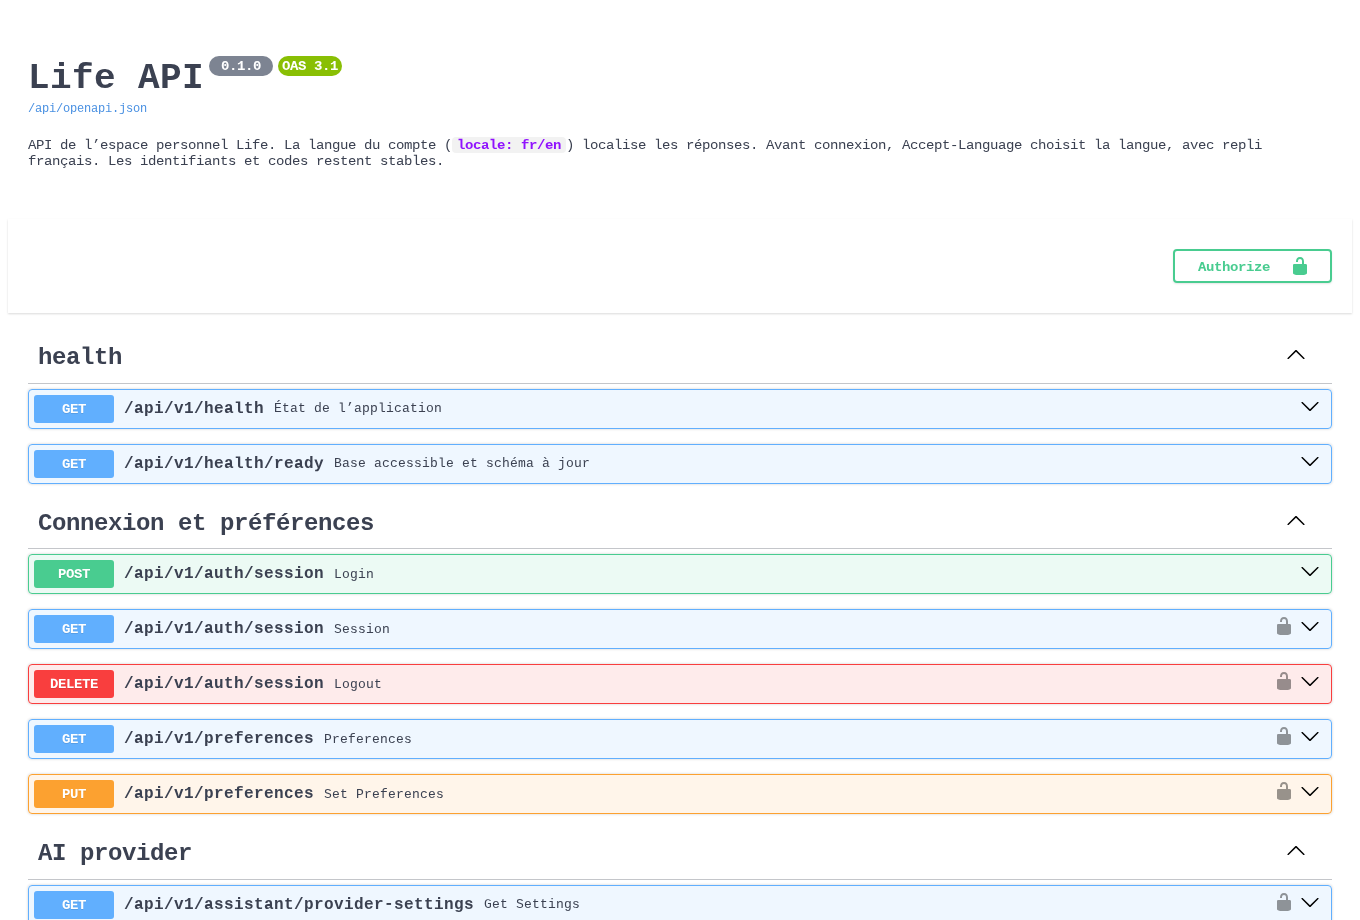 Life API 0.1.0 OAS 3.1
/api/openapi.json
API de l’espace personnel Life. La langue du compte ( locale: fr/en ) localise les réponses. Avant connexion, Accept-Language choisit la langue, avec repli
français. Les identifiants et codes restent stables.
Authorize
health
GET /api/v1/health État de l’application
GET /api/v1/health/ready Base accessible et schéma à jour
Connexion et préférences
POST /api/v1/auth/session Login
GET /api/v1/auth/session Session
DELETE /api/v1/auth/session Logout
GET /api/v1/preferences Preferences
PUT /api/v1/preferences Set Preferences
AI provider
GET /api/v1/assistant/provider-settings Get Settings